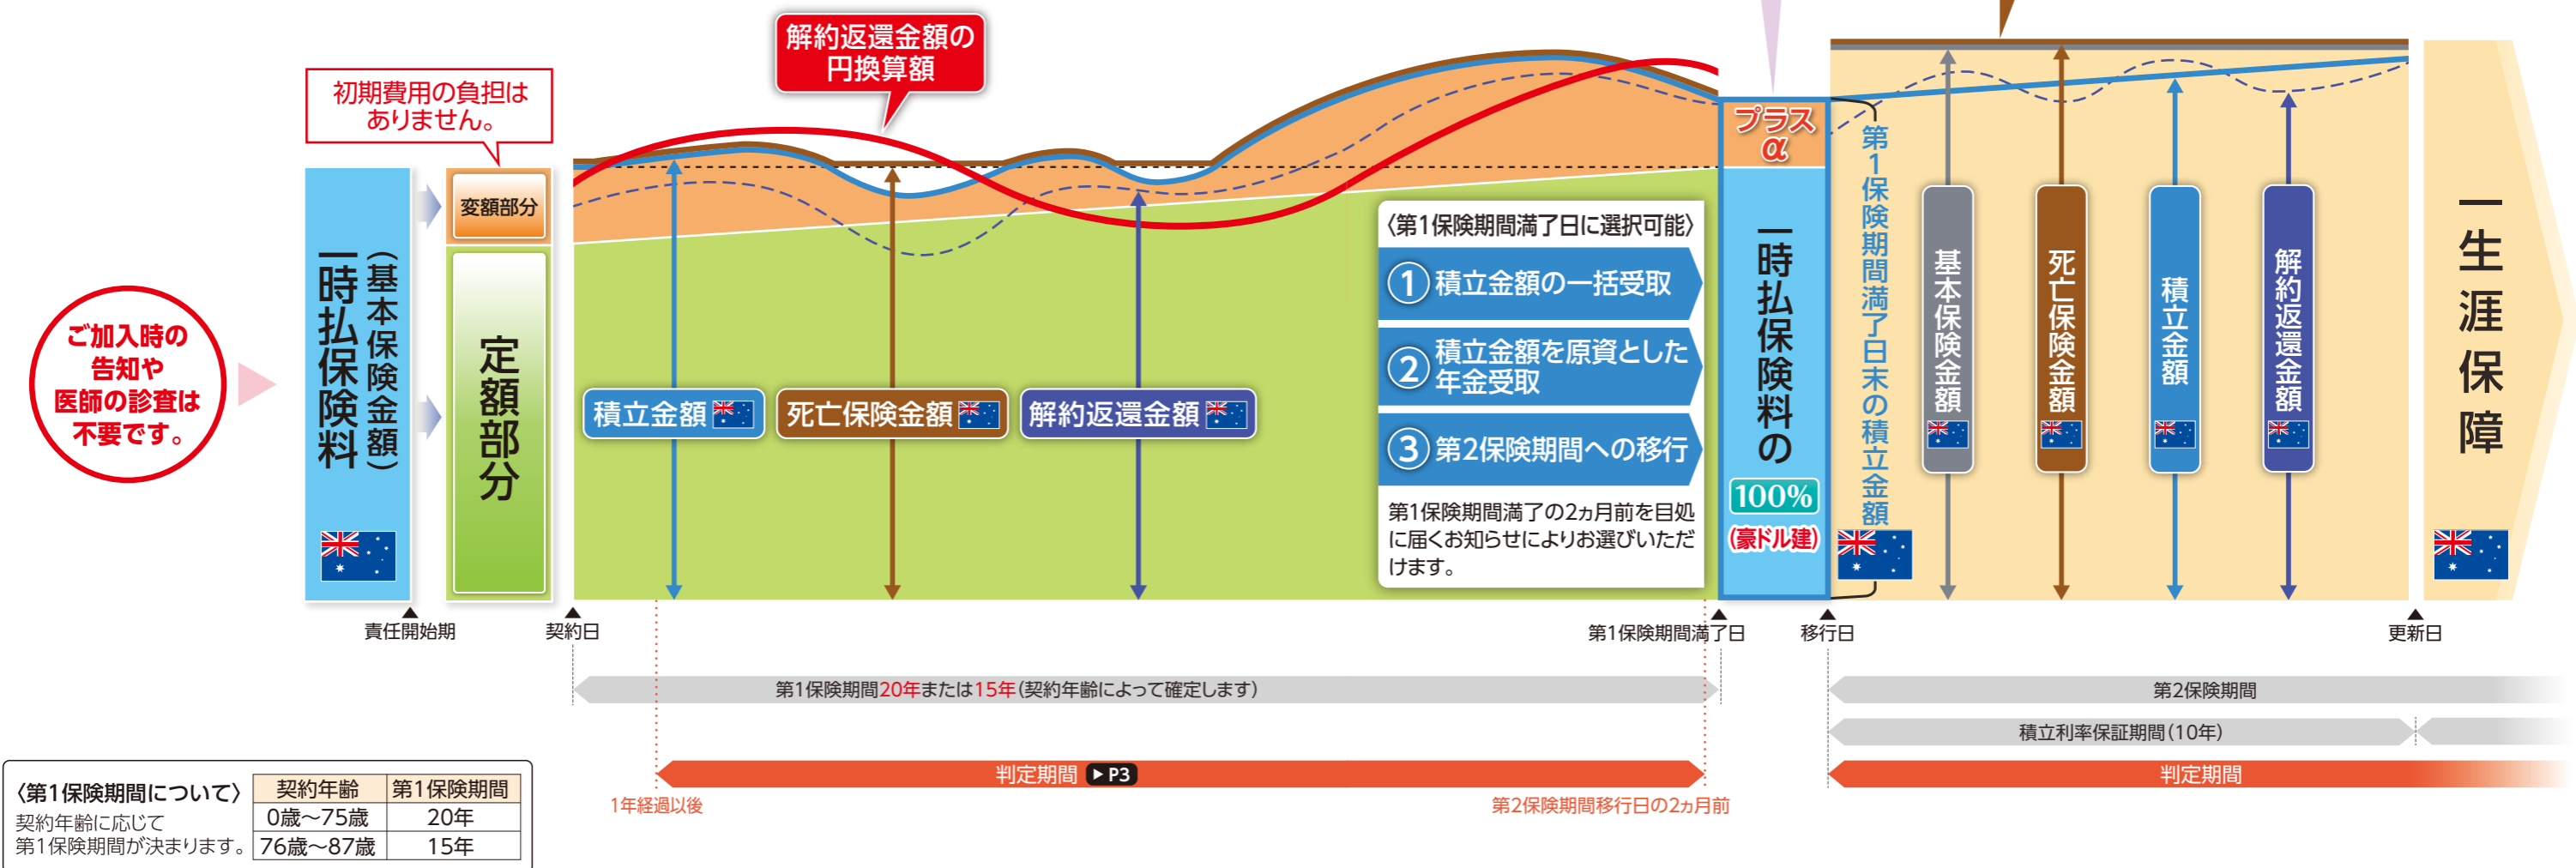 ご加入時の
告知や
医師の診査は
不要です。
初期費用の負担は
ありません。
一時払保険料
(基本保険金額)
変額部分
定額部分
解約返還金額の
円換算額
積立金額
死亡保険金額
解約返還金額
〈第1保険期間満了日に選択可能〉
① 積立金額の一括受取
② 積立金額を原資とした
年金受取
③ 第2保険期間への移行
第1保険期間満了の2ヵ月前を目処
に届くお知らせによりお選びいただ
けます。
プラス
α
一時払保険料の
100%
(豪ドル建)
第1保険期間満了日末の積立金額
基本保険金額
死亡保険金額
積立金額
解約返還金額
一生涯保障
責任開始期
契約日
第1保険期間満了日
移行日
更新日
第1保険期間20年または15年(契約年齢によって確定します)
第2保険期間
積立利率保証期間(10年)
判定期間 ▶P3
判定期間
1年経過以後
第2保険期間移行日の2ヵ月前
〈第1保険期間について〉
契約年齢に応じて
第1保険期間が決まります。
契約年齢 第1保険期間
0歳~75歳 20年
76歳~87歳 15年